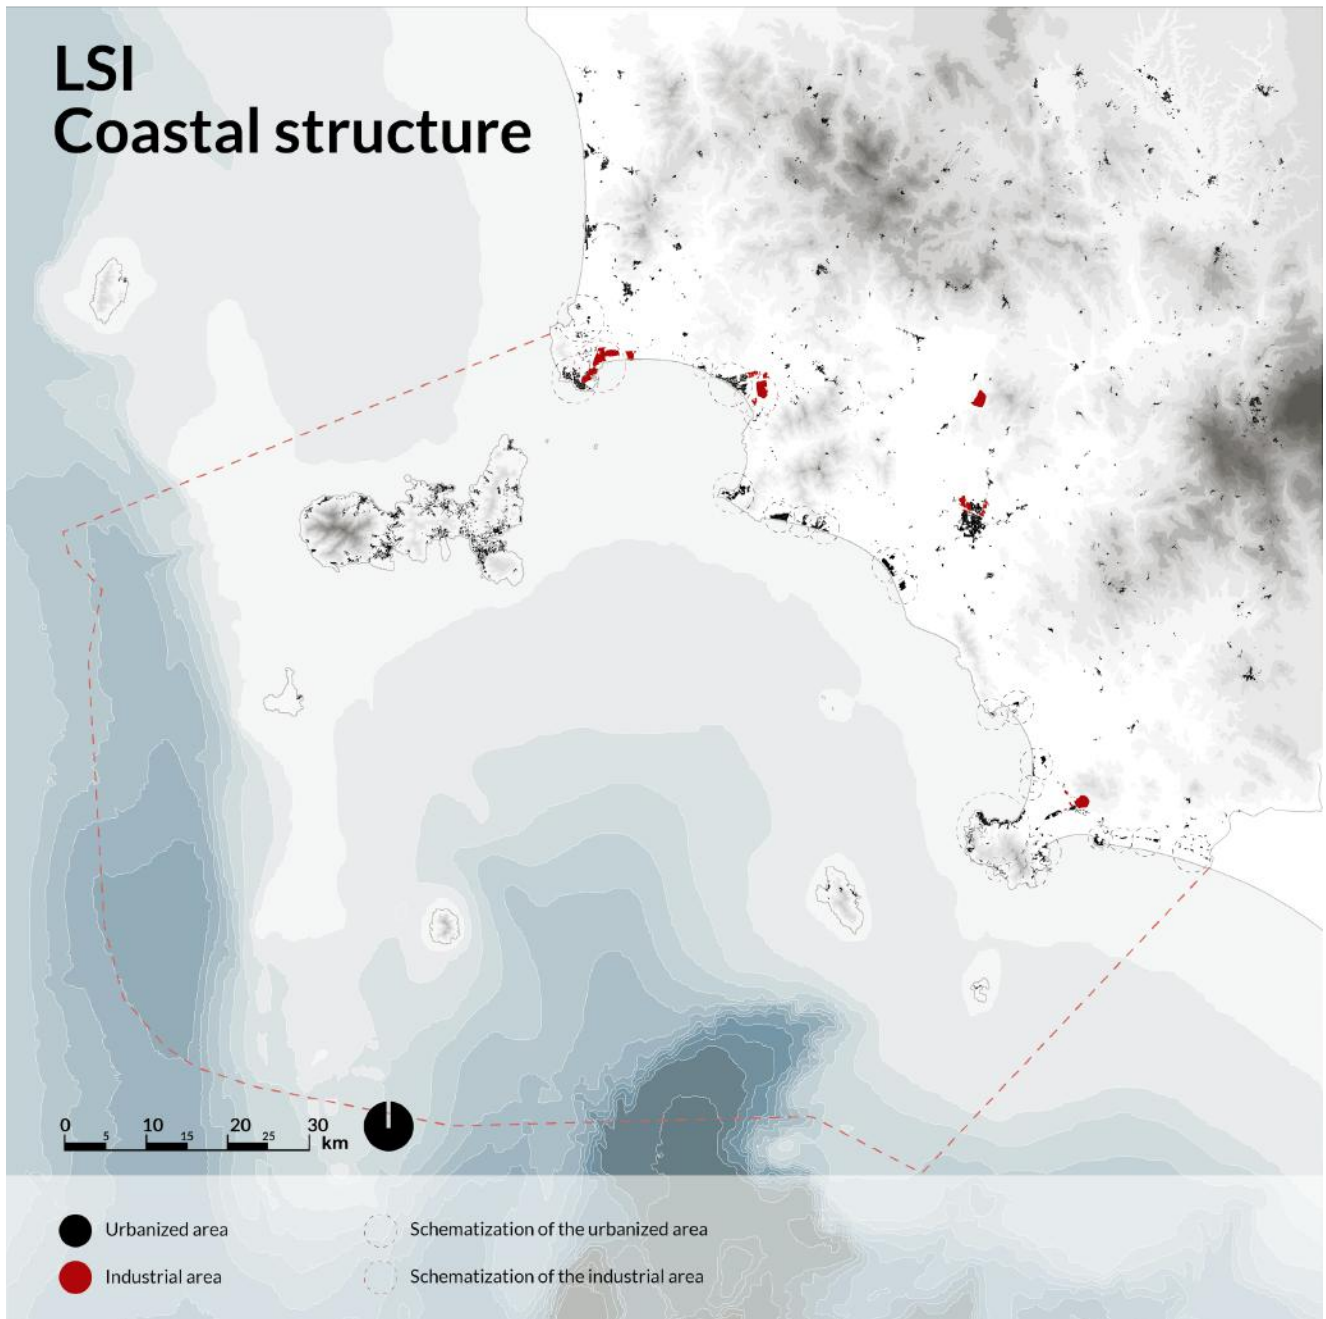 LSI
Coastal structure
0 10 20 30
5 15 25 km
Urbanized area
Schematization of the urbanized area
Industrial area
Schematization of the industrial area